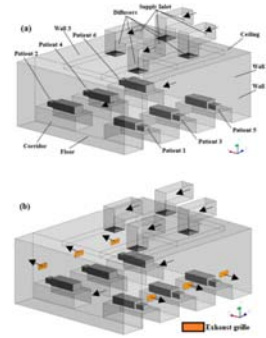 Diffusers
Supply Inlet
Wall 3
Patient 6
Patient 4
Patient 2
Ceiling
(a)
Wall
Wall
Corridor
Floor
Patient 1
Patient 3
Patient 5
(b)
Exhaust grille